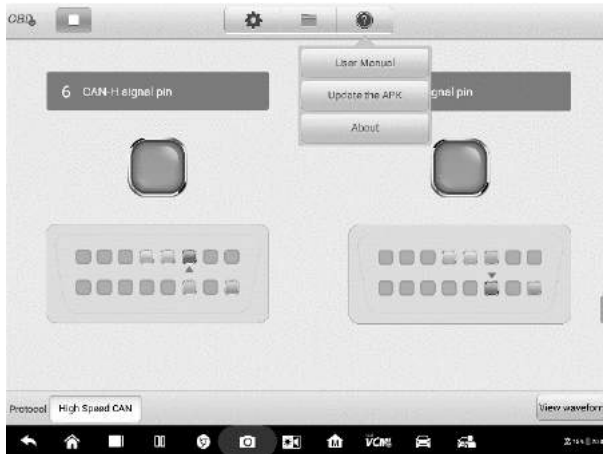 OBD
User Manual
6 CAN-H signal pin
Update the APK
gnal pin
About
Protocol
High Speed CAN
View waveform
VCMI